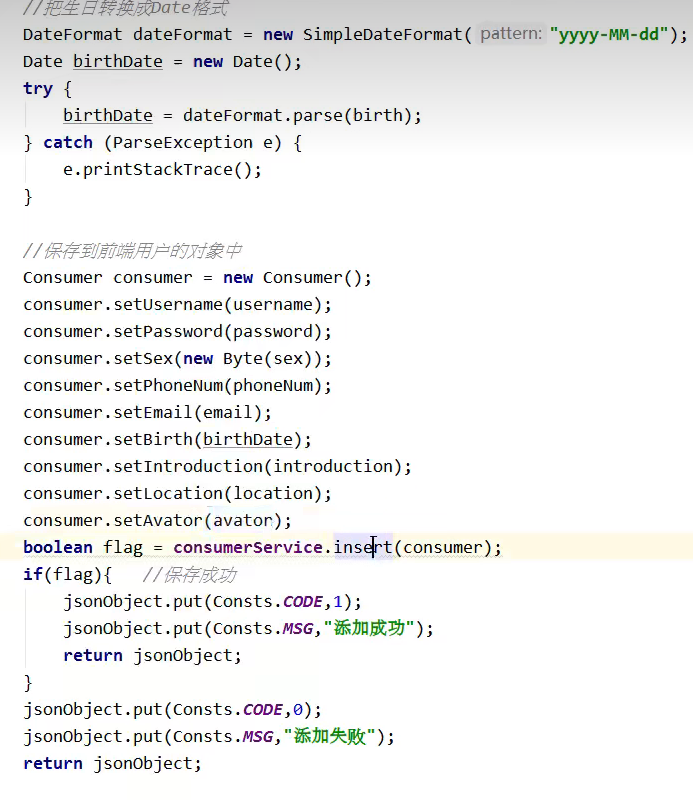 //把生日转换成Date格式
DateFormat dateFormat = new SimpleDateFormat( pattern: "yyyy-MM-dd");
Date birthDate = new Date();
try {
    birthDate = dateFormat.parse(birth);
} catch (ParseException e) {
    e.printStackTrace();
}
//保存到前端用户的对象中
Consumer consumer = new Consumer();
consumer.setUsername(username);
consumer.setPassword(password);
consumer.setSex(new Byte(sex));
consumer.setPhoneNum(phoneNum);
consumer.setEmail(email);
consumer.setBirth(birthDate);
consumer.setIntroduction(introduction);
consumer.setLocation(location);
consumer.setAvator(avator);
boolean flag = consumerService.insert(consumer);
if(flag){   //保存成功
    jsonObject.put(Consts.CODE,1);
    jsonObject.put(Consts.MSG,"添加成功");
    return jsonObject;
}
jsonObject.put(Consts.CODE,0);
jsonObject.put(Consts.MSG,"添加失败");
return jsonObject;